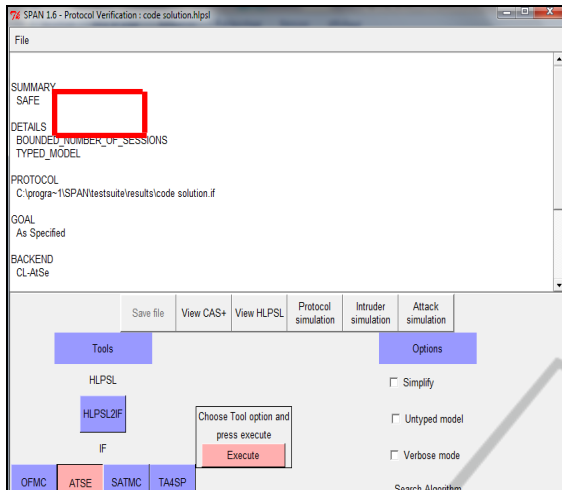 SPAN 1.6 - Protocol Verification : code solution.hlpsl
File
SUMMARY
SAFE
DETAILS
BOUNDED_NUMBER_OF_SESSIONS
TYPED_MODEL
PROTOCOL
C:\progra~1\SPAN\testsuite\results\code solution.if
GOAL
As Specified
BACKEND
CL-AtSe
Save file
View CAS+
View HLPSL
Protocol
simulation
Intruder
simulation
Attack
simulation
Tools
Options
HLPSL
Simplify
HLPSL2IF
Choose Tool option and
press execute
Execute
Untyped model
IF
Verbose mode
OFMC
ATSE
SATMC
TA4SP
Search Algorithm